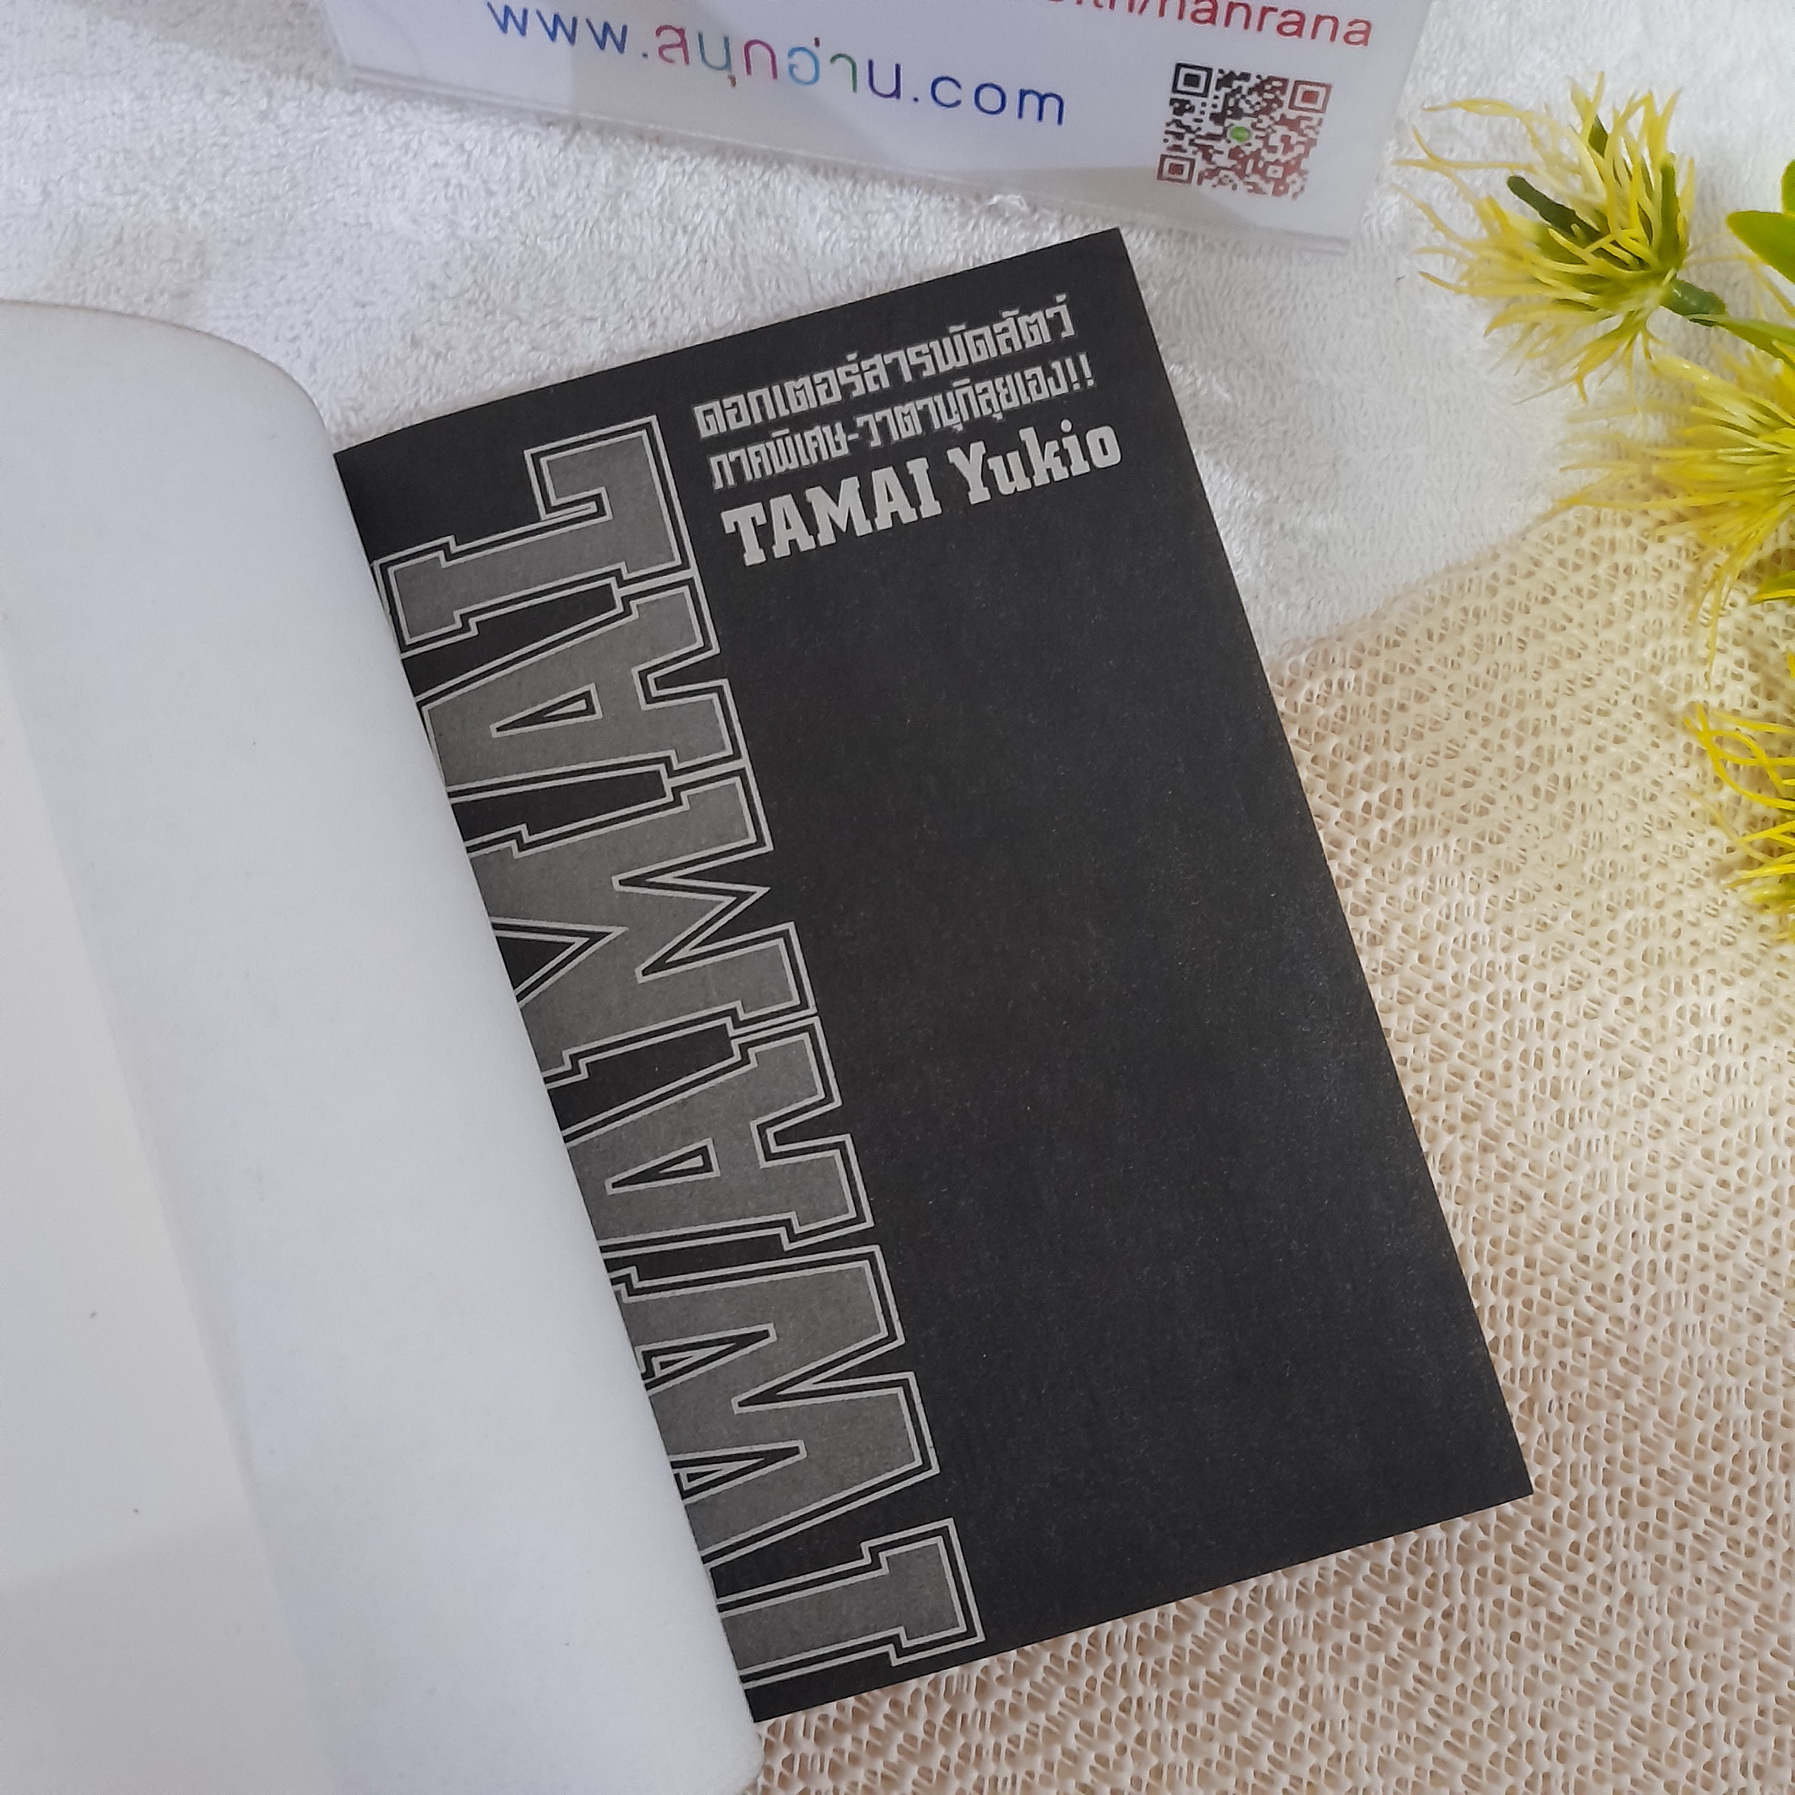 nanrana
www.สนุกอ่าน.com
ดอกเตอร์สารพัดสัตว์
ภาคพิเศษ-วาตานุกิลุยเอง!!
TAMAI Yukio